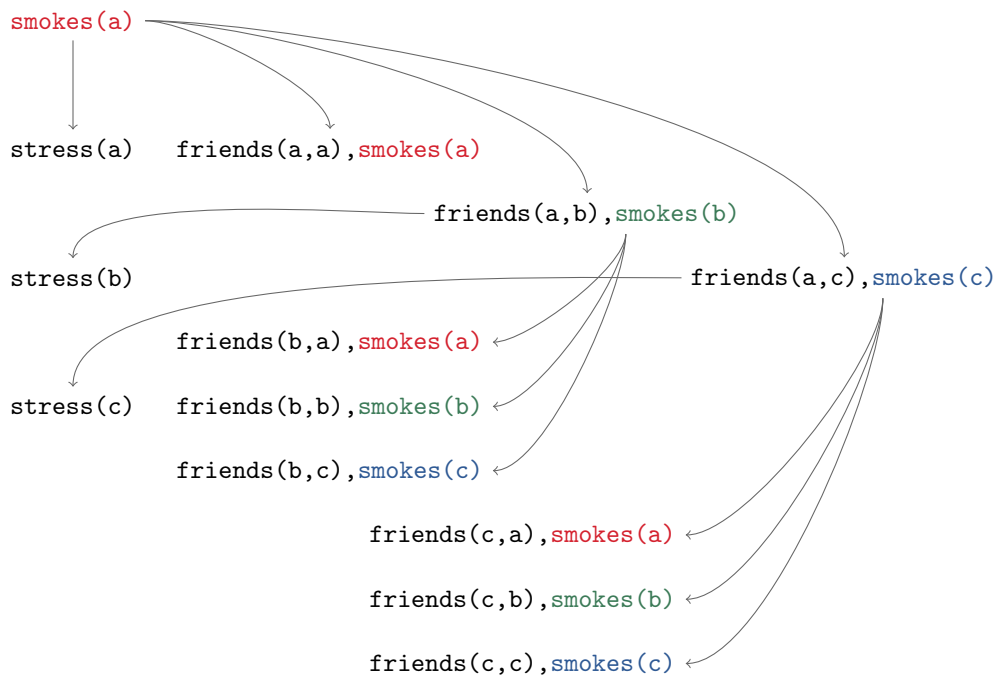 smokes(a)
stress(a) friends(a,a),smokes(a)
friends(a,b),smokes(b)
stress(b) friends(a,c),smokes(c)
friends(b,a),smokes(a)
stress(c) friends(b,b),smokes(b)
friends(b,c),smokes(c)
friends(c,a),smokes(a)
friends(c,b),smokes(b)
friends(c,c),smokes(c)